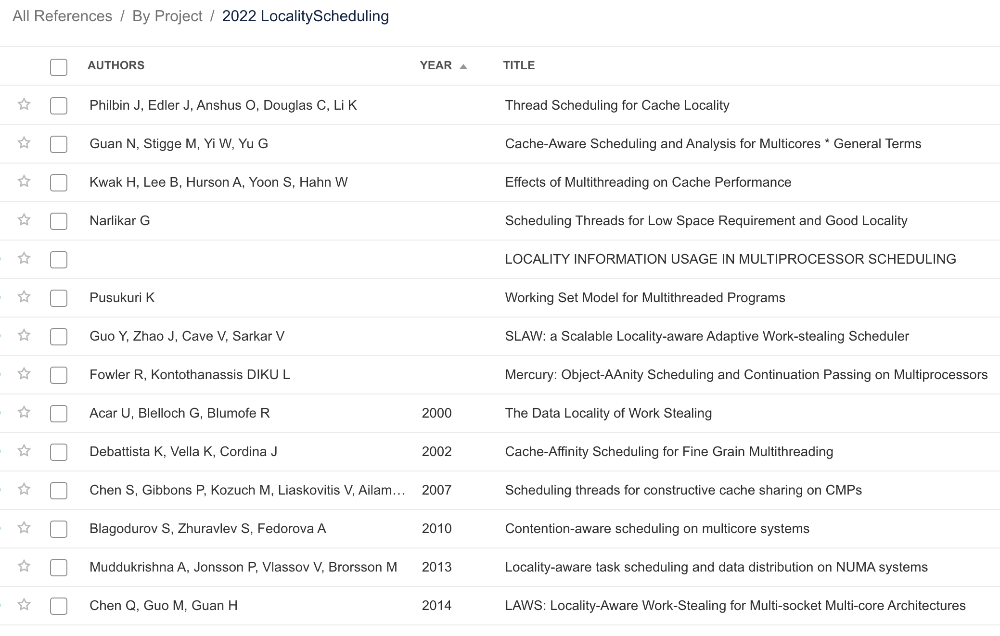 All References / By Project / 2022 LocalityScheduling
AUTHORS YEAR TITLE
Philbin J, Edler J, Anshus O, Douglas C, Li K Thread Scheduling for Cache Locality
Guan N, Stigge M, Yi W, Yu G Cache-Aware Scheduling and Analysis for Multicores * General Terms
Kwak H, Lee B, Hurson A, Yoon S, Hahn W Effects of Multithreading on Cache Performance
Narlikar G Scheduling Threads for Low Space Requirement and Good Locality
LOCALITY INFORMATION USAGE IN MULTIPROCESSOR SCHEDULING
Pusukuri K Working Set Model for Multithreaded Programs
Guo Y, Zhao J, Cave V, Sarkar V SLAW: a Scalable Locality-aware Adaptive Work-stealing Scheduler
Fowler R, Kontothanassis DIKU L Mercury: Object-AAnity Scheduling and Continuation Passing on Multiprocessors
Acar U, Blelloch G, Blumofe R 2000 The Data Locality of Work Stealing
Debattista K, Vella K, Cordina J 2002 Cache-Affinity Scheduling for Fine Grain Multithreading
Chen S, Gibbons P, Kozuch M, Liaskovitis V, Ailam… 2007 Scheduling threads for constructive cache sharing on CMPs
Blagodurov S, Zhuravlev S, Fedorova A 2010 Contention-aware scheduling on multicore systems
Muddukrishna A, Jonsson P, Vlassov V, Brorsson M 2013 Locality-aware task scheduling and data distribution on NUMA systems
Chen Q, Guo M, Guan H 2014 LAWS: Locality-Aware Work-Stealing for Multi-socket Multi-core Architectures